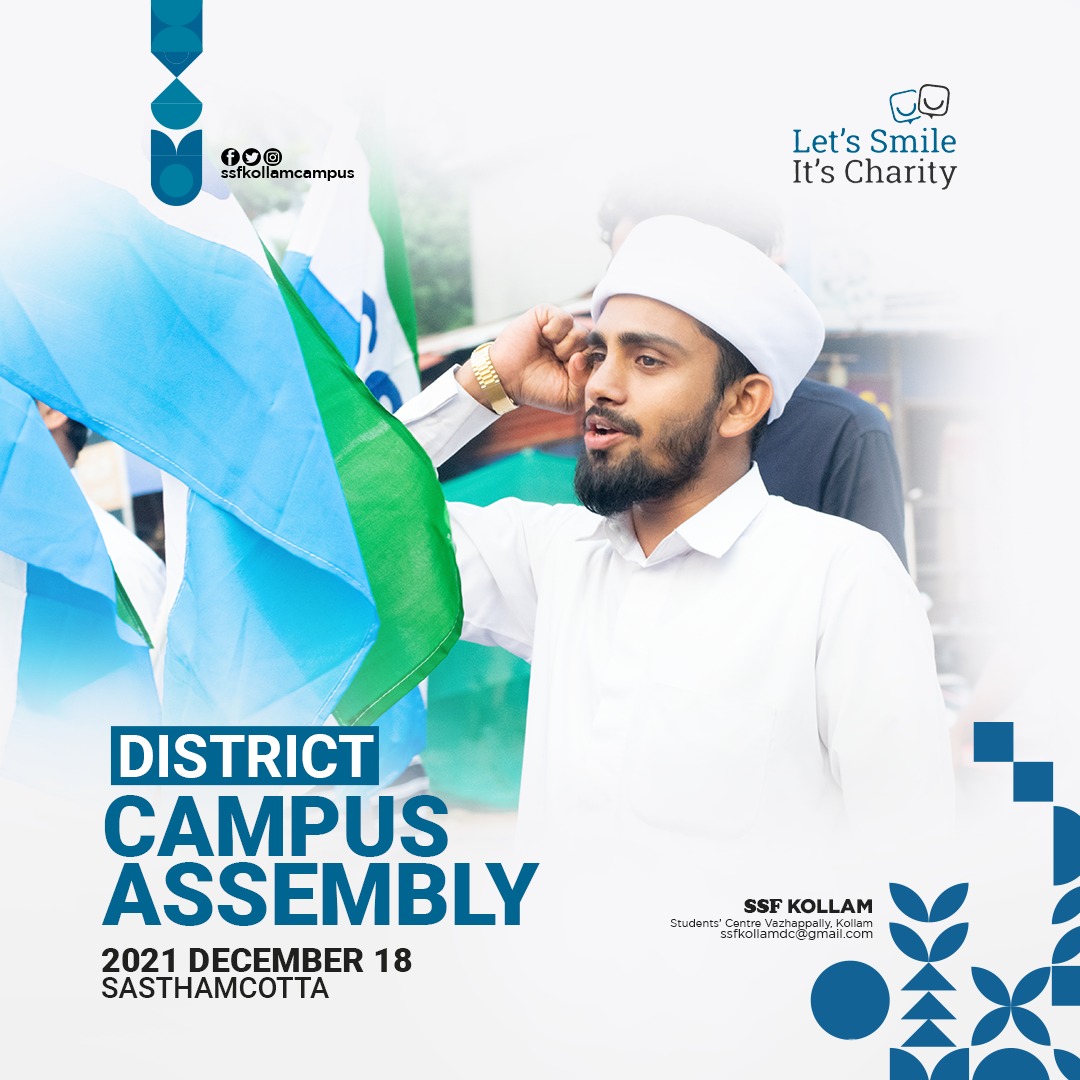 ssfkollamcampus
Let's Smile
It's Charity
DISTRICT
CAMPUS
ASSEMBLY
2021 DECEMBER 18
SASTHAMCOTTA
SSF KOLLAM
Students' Centre Vazhappally, Kollam
ssfkollamdc@gmail.com